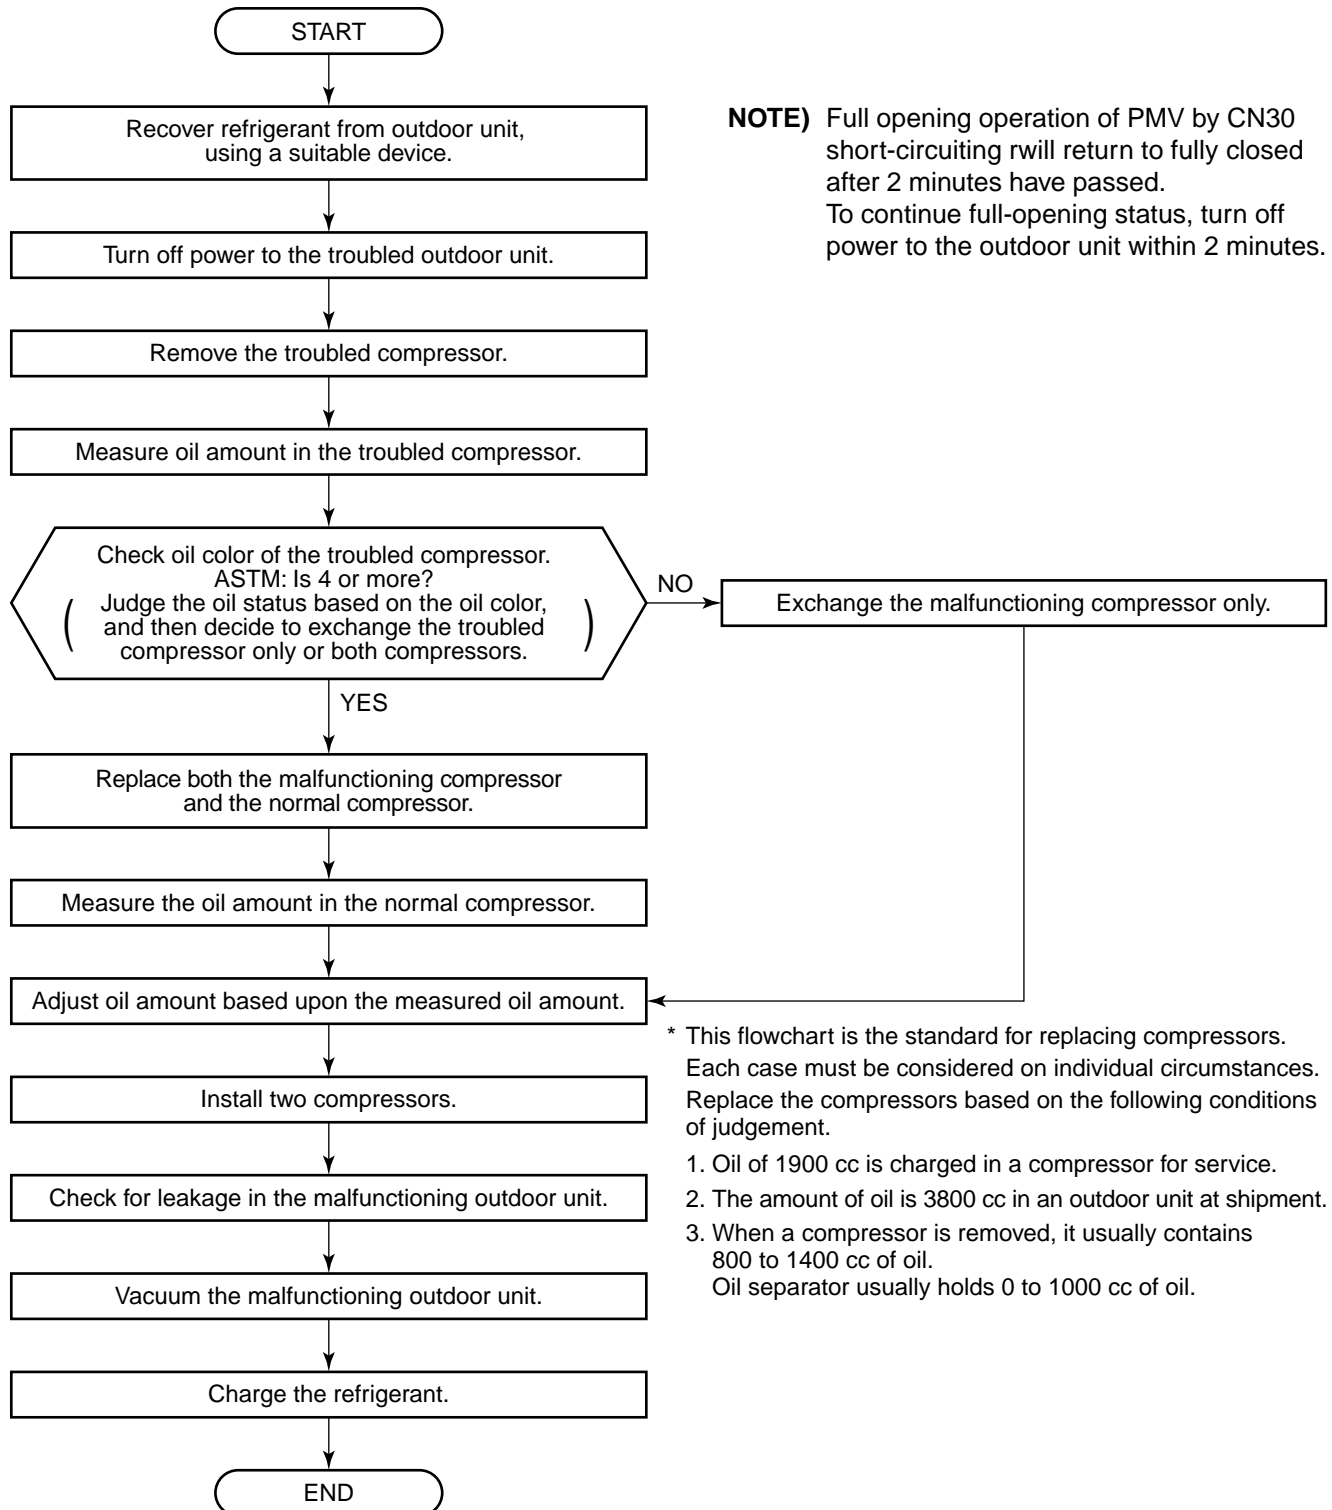 START
Recover refrigerant from outdoor unit,
using a suitable device.
NOTE) Full opening operation of PMV by CN30
short-circuiting rwill return to fully closed
after 2 minutes have passed.
To continue full-opening status, turn off
power to the outdoor unit within 2 minutes.
Turn off power to the troubled outdoor unit.
Remove the troubled compressor.
Measure oil amount in the troubled compressor.
Check oil color of the troubled compressor.
ASTM: Is 4 or more?
( Judge the oil status based on the oil color,
and then decide to exchange the troubled
compressor only or both compressors. )
NO
Exchange the malfunctioning compressor only.
YES
Replace both the malfunctioning compressor
and the normal compressor.
Measure the oil amount in the normal compressor.
Adjust oil amount based upon the measured oil amount.
* This flowchart is the standard for replacing compressors.
Each case must be considered on individual circumstances.
Replace the compressors based on the following conditions
of judgement.
1. Oil of 1900 cc is charged in a compressor for service.
2. The amount of oil is 3800 cc in an outdoor unit at shipment.
3. When a compressor is removed, it usually contains
800 to 1400 cc of oil.
Oil separator usually holds 0 to 1000 cc of oil.
Install two compressors.
Check for leakage in the malfunctioning outdoor unit.
Vacuum the malfunctioning outdoor unit.
Charge the refrigerant.
END